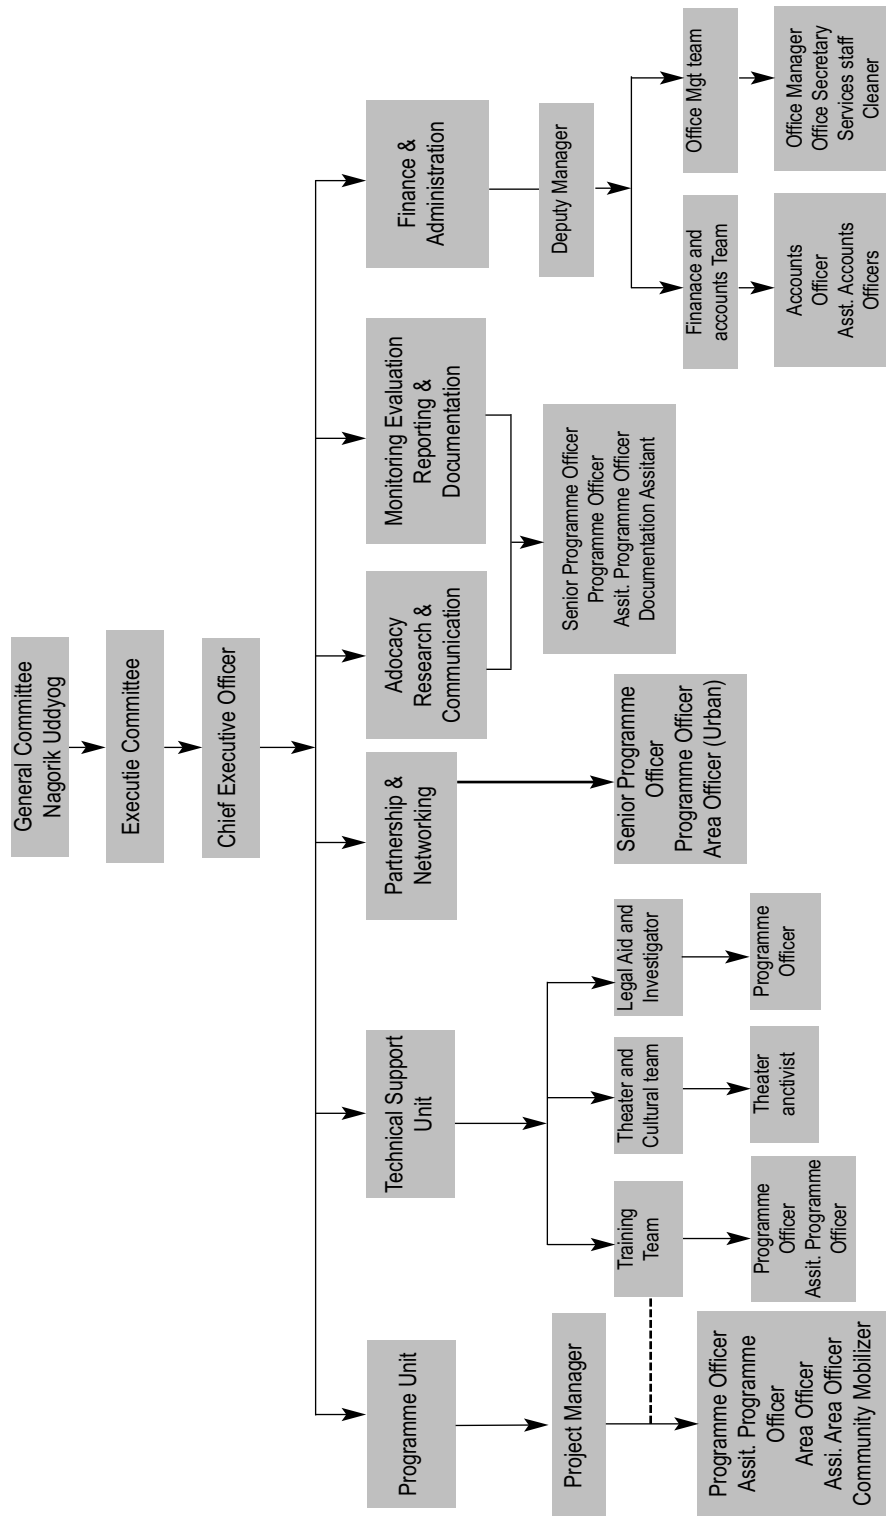 General Committee
Nagorik Uddyog
Executie Committee
Chief Executive Officer
Programme Unit
Technical Support
Unit
Partnership &
Networking
Adocacy
Research &
Communication
Monitoring Evaluation
Reporting &
Documentation
Finance &
Administration
Project Manager
Deputy Manager
Training
Team
Theater and
Cultural team
Legal Aid and
Investigator
Senior Programme
Officer
Programme Officer
Area Officer (Urban)
Senior Programme Officer
Programme Officer
Assit. Programme Officer
Documentation Assitant
Finanace and
accounts Team
Office Mgt team
Programme Officer
Assit. Programme
Officer
Area Officer
Assi. Area Officer
Community Mobilizer
Programme
Officer
Assit. Programme
Officer
Theater
anctivist
Programme
Officer
Accounts
Officer
Asst. Accounts
Officers
Office Manager
Office Secretary
Services staff
Cleaner